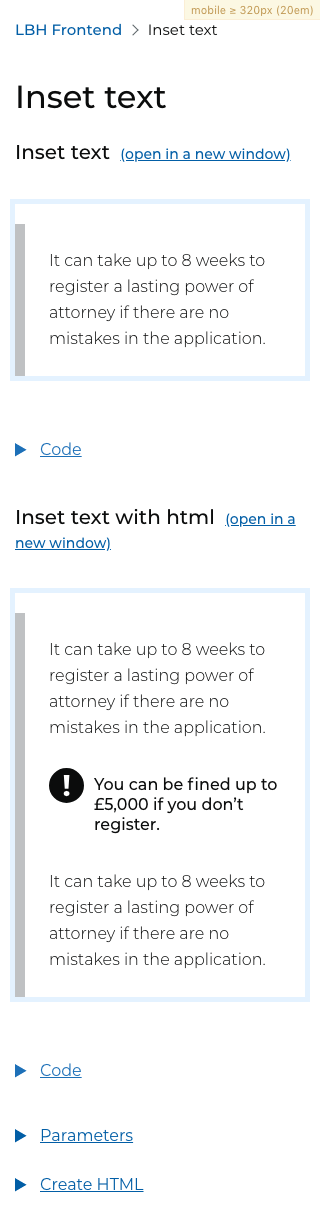 mobile ≥ 320px (20em)
LBH Frontend > Inset text
Inset text
Inset text (open in a new window)
It can take up to 8 weeks to
register a lasting power of
attorney if there are no
mistakes in the application.
Code
Inset text with html (open in a
new window)
It can take up to 8 weeks to
register a lasting power of
attorney if there are no
mistakes in the application.
! You can be fined up to
£5,000 if you don’t
register.
It can take up to 8 weeks to
register a lasting power of
attorney if there are no
mistakes in the application.
Code
Parameters
Create HTML